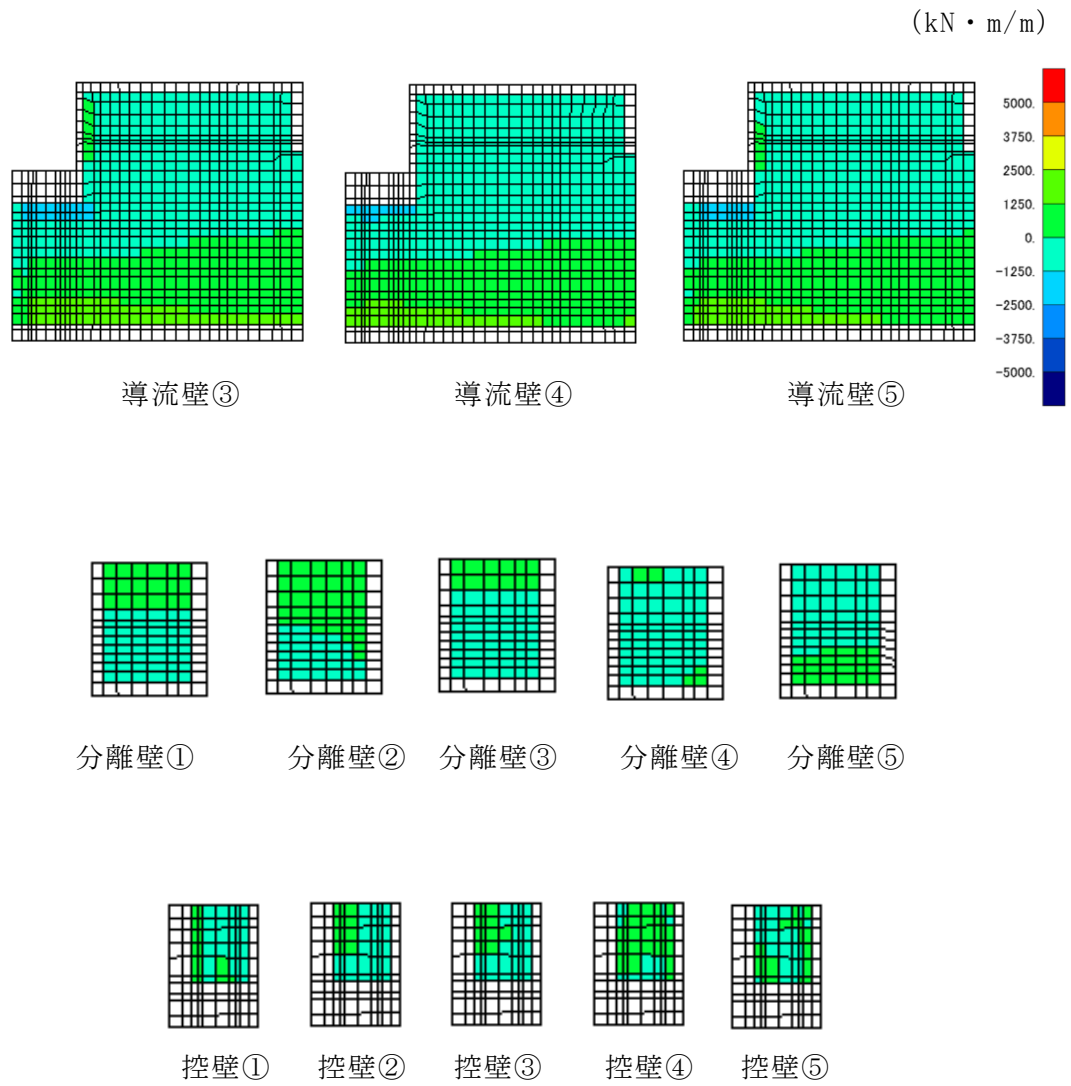 (kN・m/m)
5000.
3750.
2500.
1250.
0.
-1250.
-2500.
-3750.
-5000.
導流壁③ 導流壁④ 導流壁⑤
分離壁① 分離壁② 分離壁③ 分離壁④ 分離壁⑤
控壁① 控壁② 控壁③ 控壁④ 控壁⑤